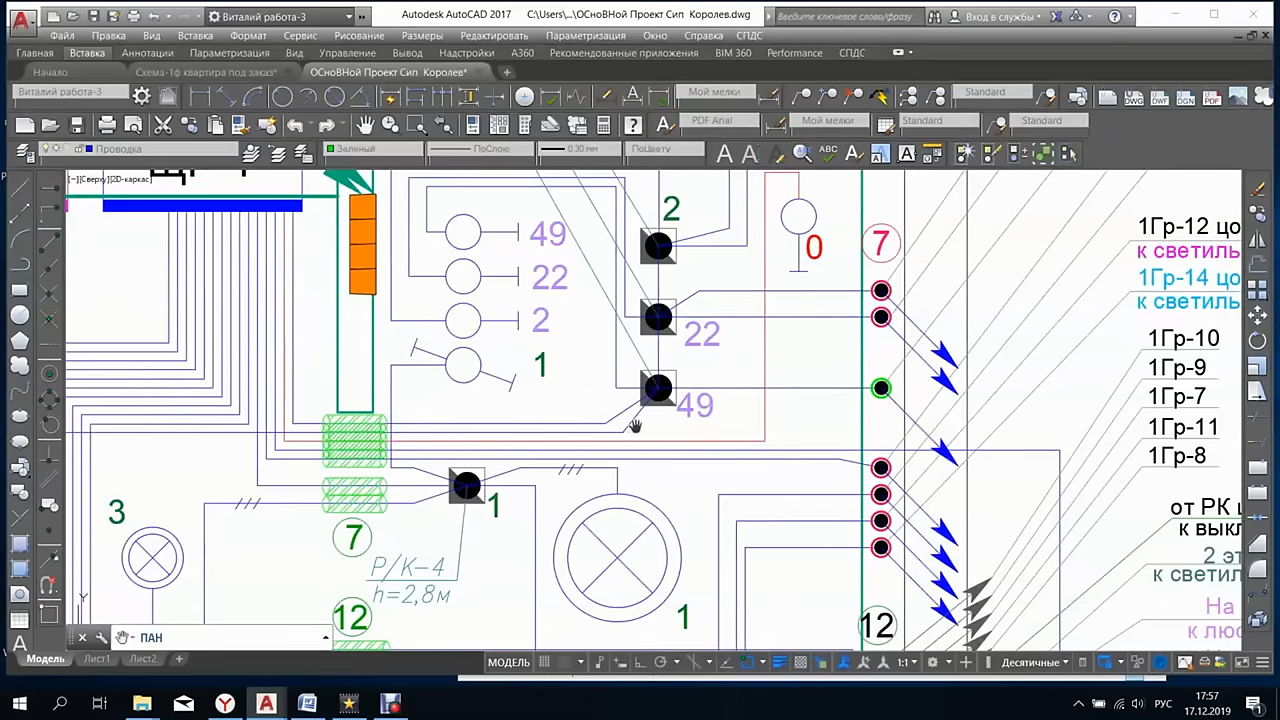 Виталий работа-3
Autodesk AutoCAD 2017
C:\Users\...\ОСноВНой Проект Сип Королев.dwg
Введите ключевое слово/фразу
Вход в службы
Файл Правка Вид Вставка Формат Сервис Рисование Размеры Редактировать Параметризация Окно Справка СПДС
Главная Вставка Аннотации Параметризация Вид Управление Вывод Надстройки A360 Рекомендованные приложения BIM 360 Performance СПДС
Начало
Схема-1ф квартира под заказ*
ОСноВНой Проект Сип Королев*
Виталий работа-3
Мой мелки
Standard
DWG DWF DGN PDF
PDF Arial
Мой мелки
Standard
Standard
Проводка
Зеленый
ПоСлою
0.30 мм
ПоЦвету
[−][Сверху][2D-каркас]
49
22
2
1
2
22
49
0
7
1Гр-12 цо
к светиль
1Гр-14 цо
к светиль
1Гр-10
1Гр-9
1Гр-7
1Гр-11
1Гр-8
от РК ц
к выкл
2 эт
к светил
На
к люс
3
1
7
Р/К-4
h=2,8м
12
1
12
Y
ПАН
Модель Лист1 Лист2
МОДЕЛЬ
1:1
Десятичные
РУС
17:57
17.12.2019